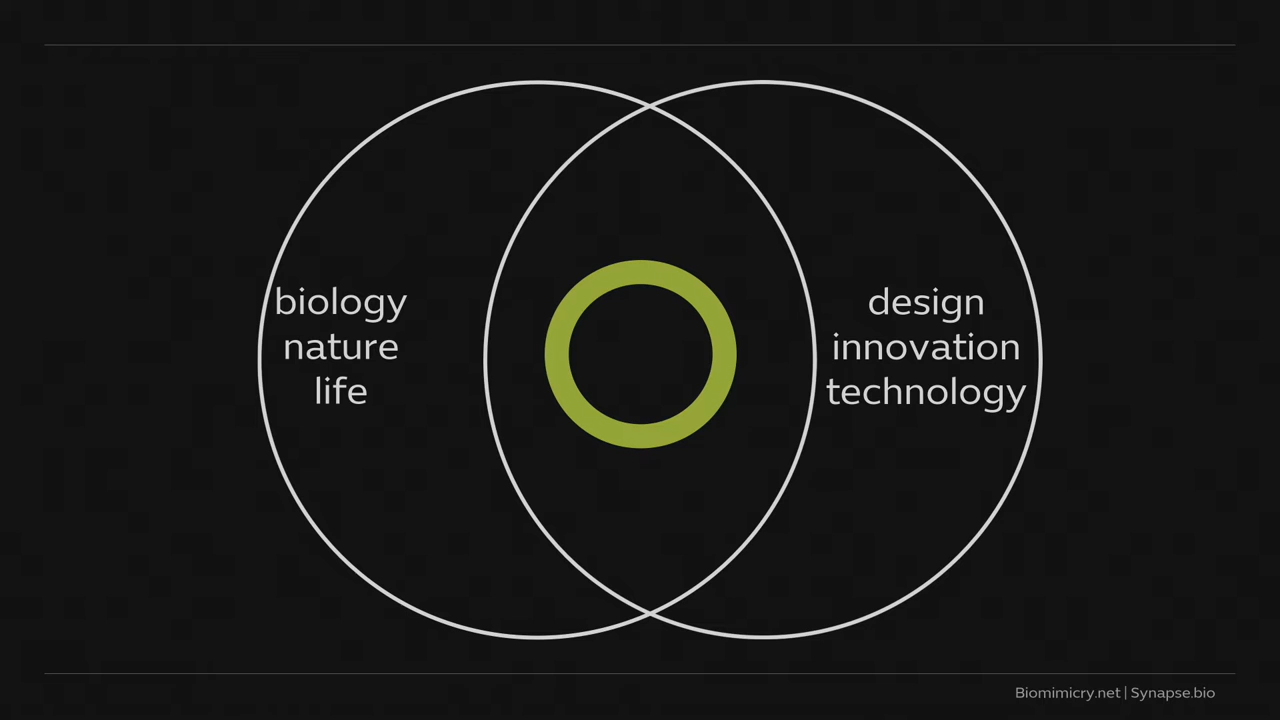 biology
nature
life
design
innovation
technology
Biomimicry.net | Synapse.bio